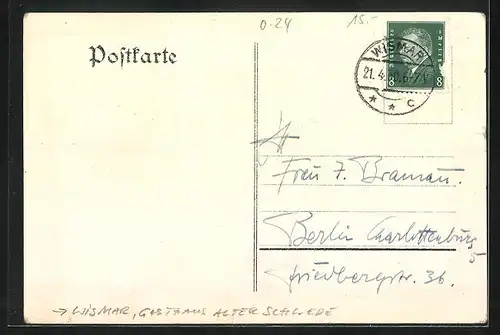 0-24
15.-
Postkarte
WISMAR
21.4.
* * c
8 8
Frau F. Braman.
Berlin Charlottenburg
5
Friedbergstr. 36.
→ WISMAR, GASTHAUS ALTER SCHWEDE